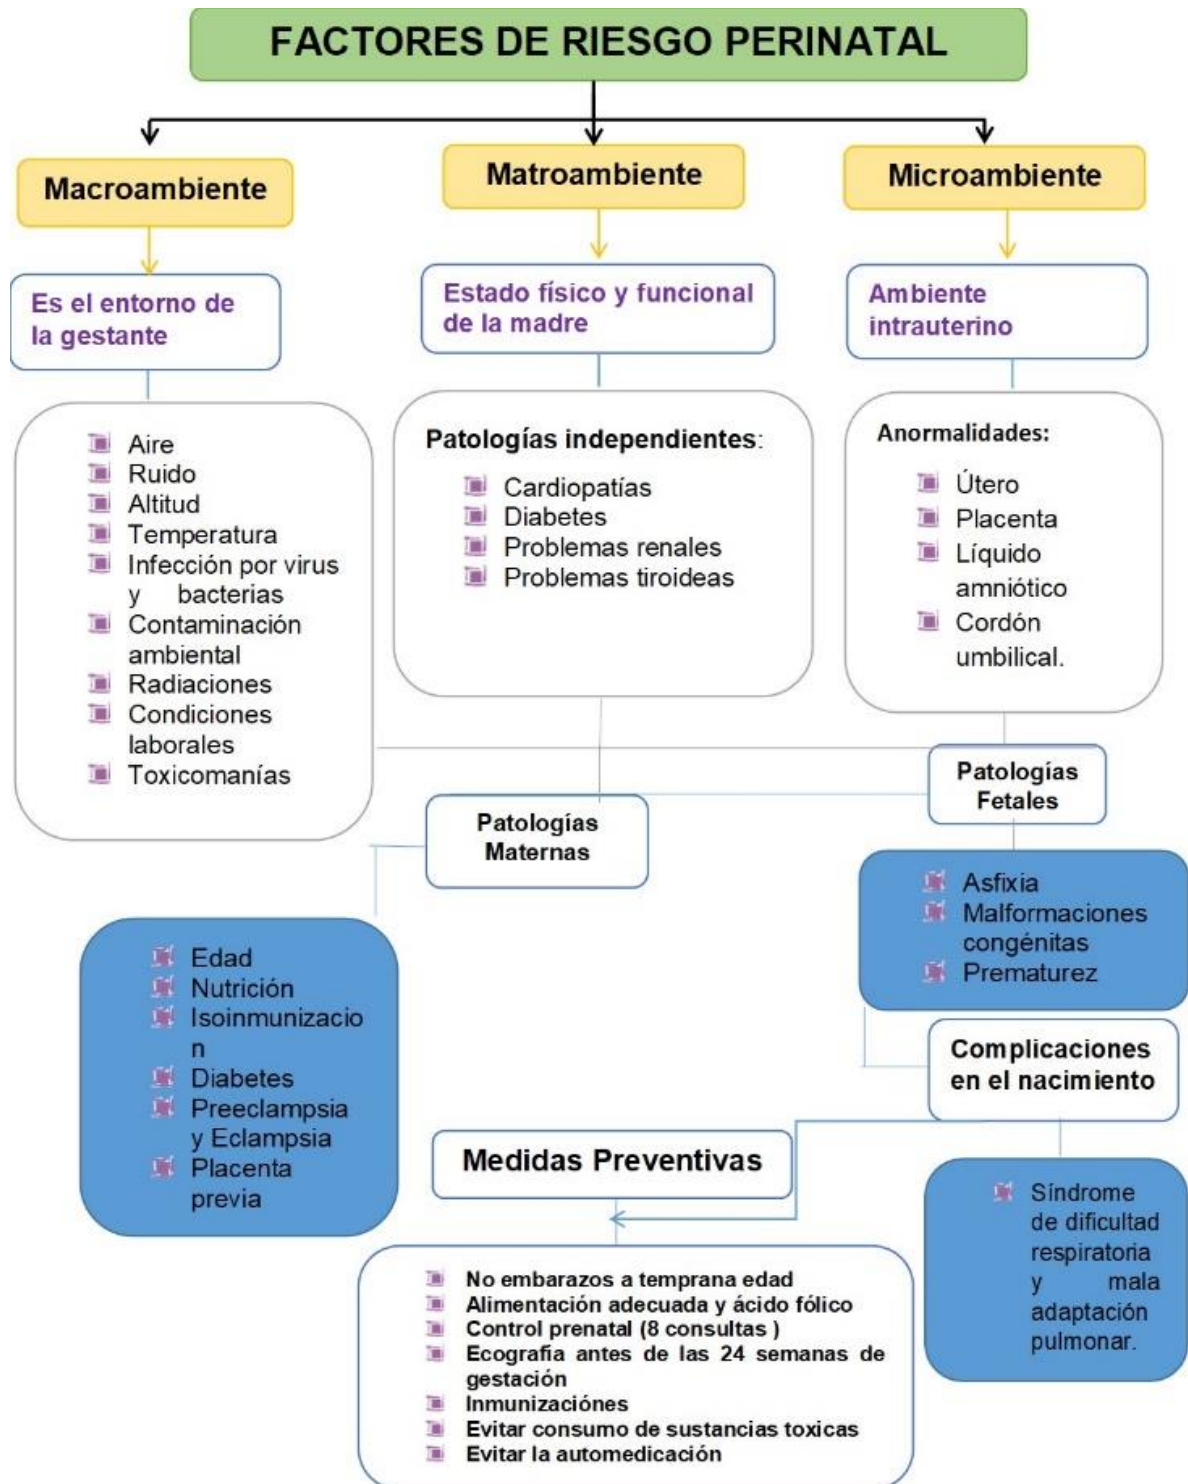 FACTORES DE RIESGO PERINATAL
Macroambiente
Matroambiente
Microambiente
Es el entorno de
la gestante
Estado físico y funcional
de la madre
Ambiente
intrauterino
Aire
Ruido
Altitud
Temperatura
Infección por virus
y bacterias
Contaminación
ambiental
Radiaciones
Condiciones
laborales
Toxicomanías
Patologías independientes:
Cardiopatías
Diabetes
Problemas renales
Problemas tiroideas
Anormalidades:
Útero
Placenta
Líquido
amniótico
Cordón
umbilical.
Patologías
Maternas
Patologías
Fetales
Edad
Nutrición
Isoinmunizacio
n
Diabetes
Preeclampsia
y Eclampsia
Placenta
previa
Asfixia
Malformaciones
congénitas
Prematurez
Complicaciones
en el nacimiento
Síndrome
de dificultad
respiratoria
y mala
adaptación
pulmonar.
Medidas Preventivas
No embarazos a temprana edad
Alimentación adecuada y ácido fólico
Control prenatal (8 consultas )
Ecografía antes de las 24 semanas de
gestación
Inmunizaciónes
Evitar consumo de sustancias toxicas
Evitar la automedicación